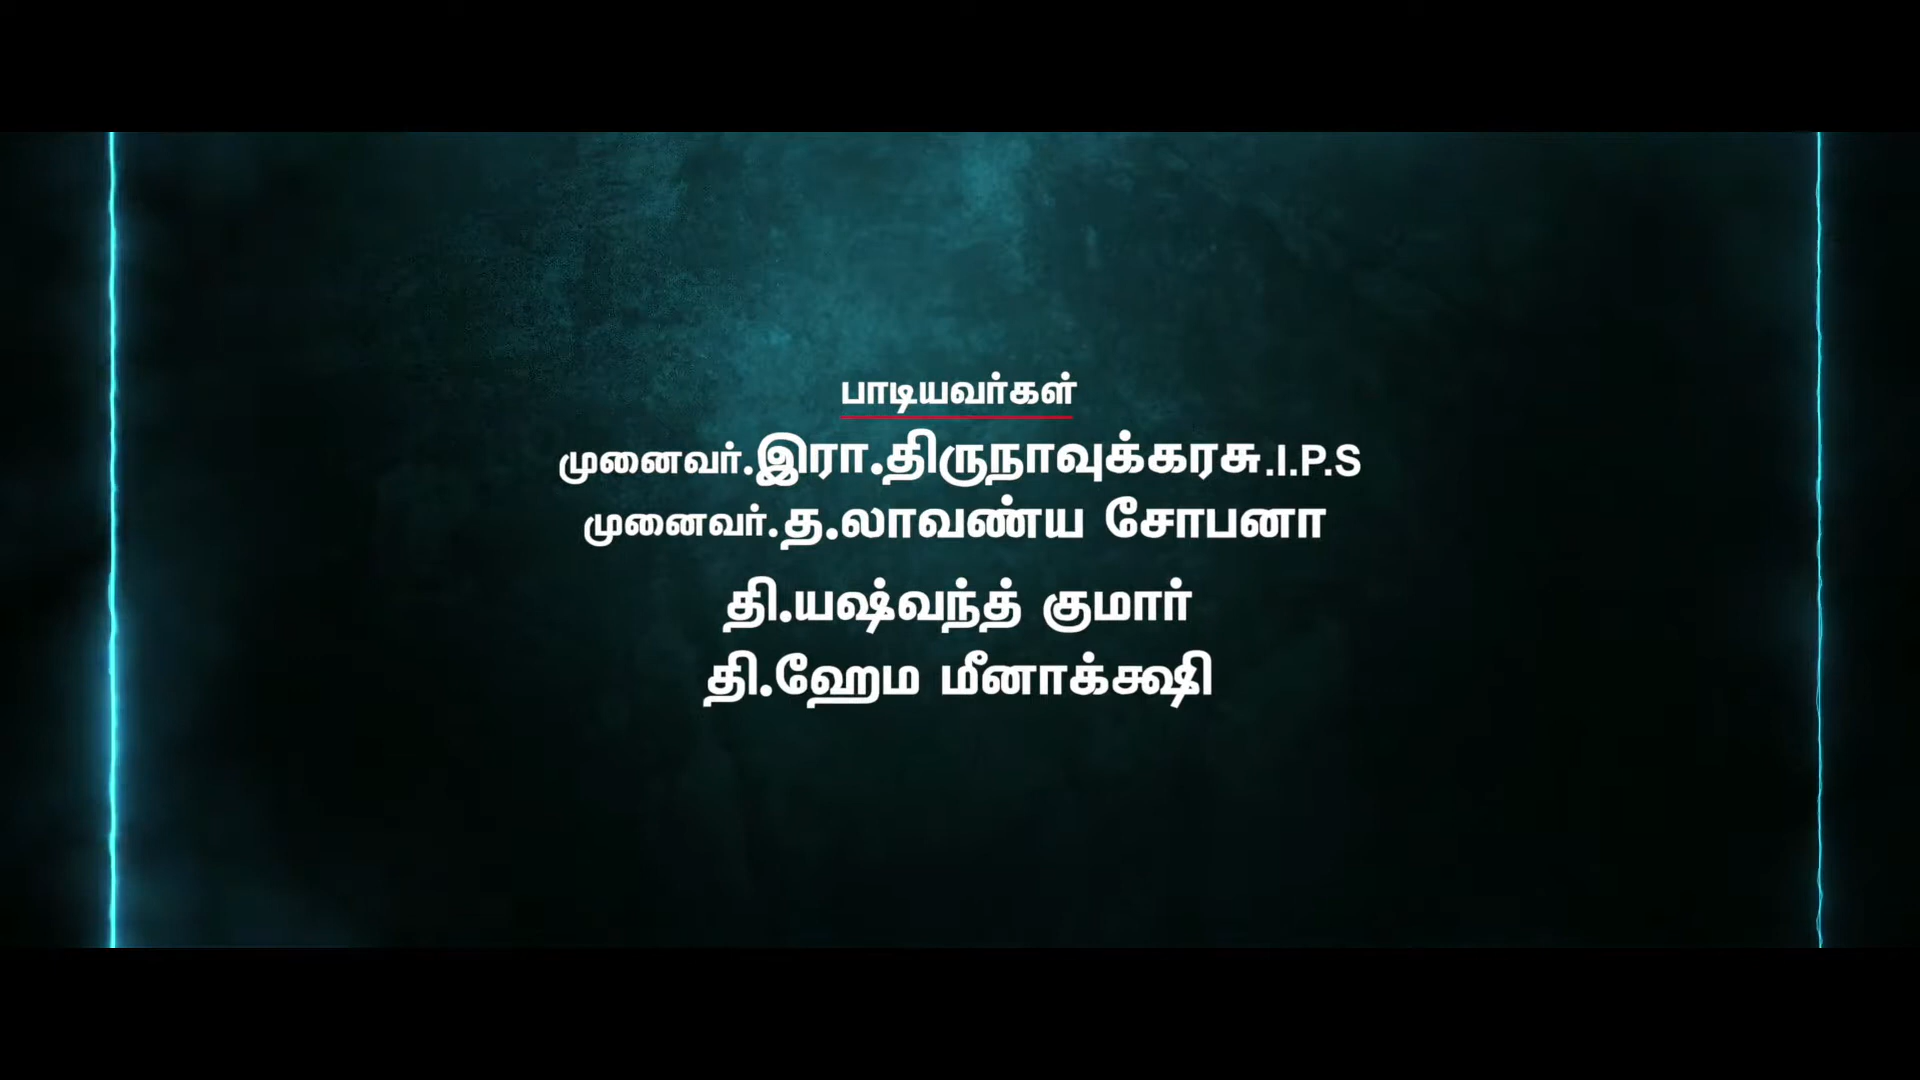 பாடியவர்கள்
முனைவர்.இரா.திருநாவுக்கரசு.I.P.S
முனைவர்.த.லாவண்ய சோபனா
தி.யஷ்வந்த் குமார்
தி.ஹேம மீனாக்க்ஷி